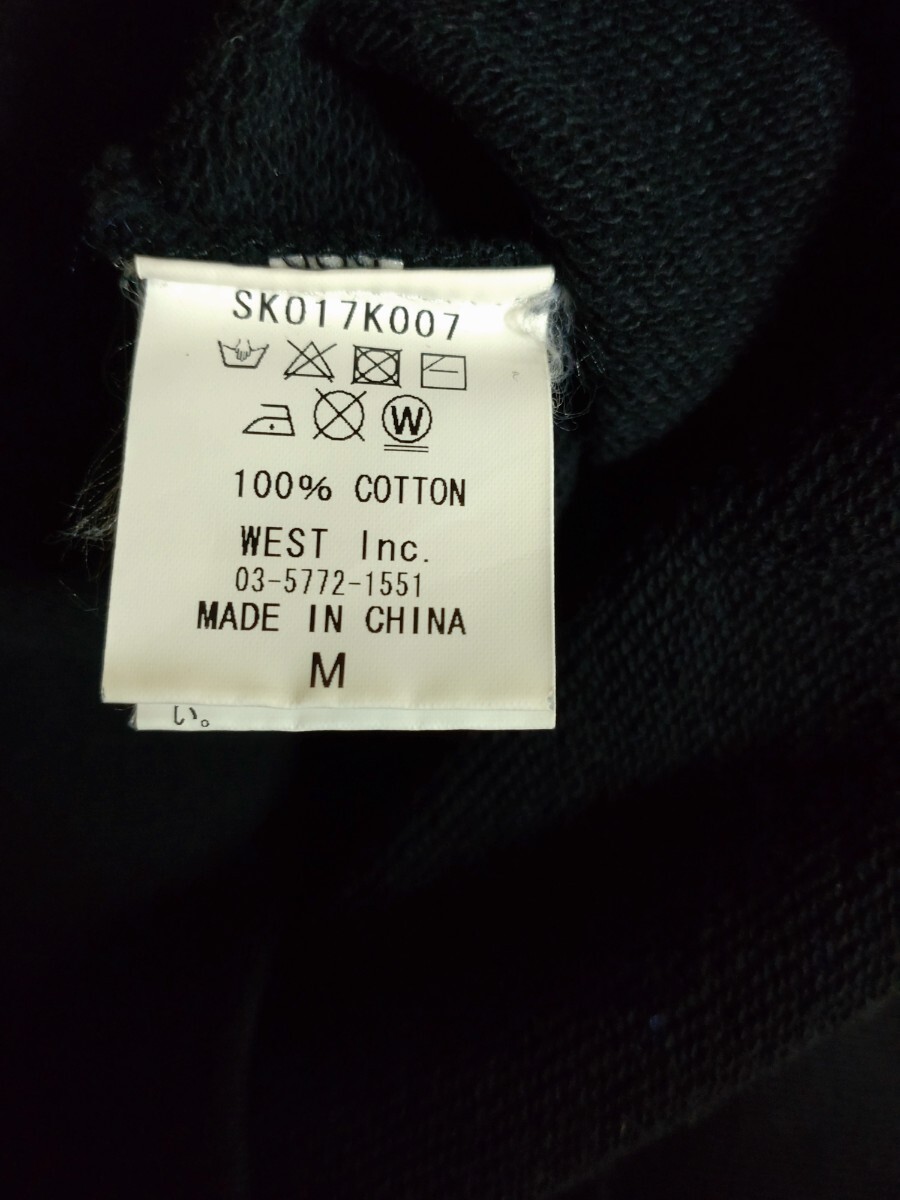 SK017K007
W
100% COTTON
WEST Inc.
03-5772-1551
MADE IN CHINA
M
い。